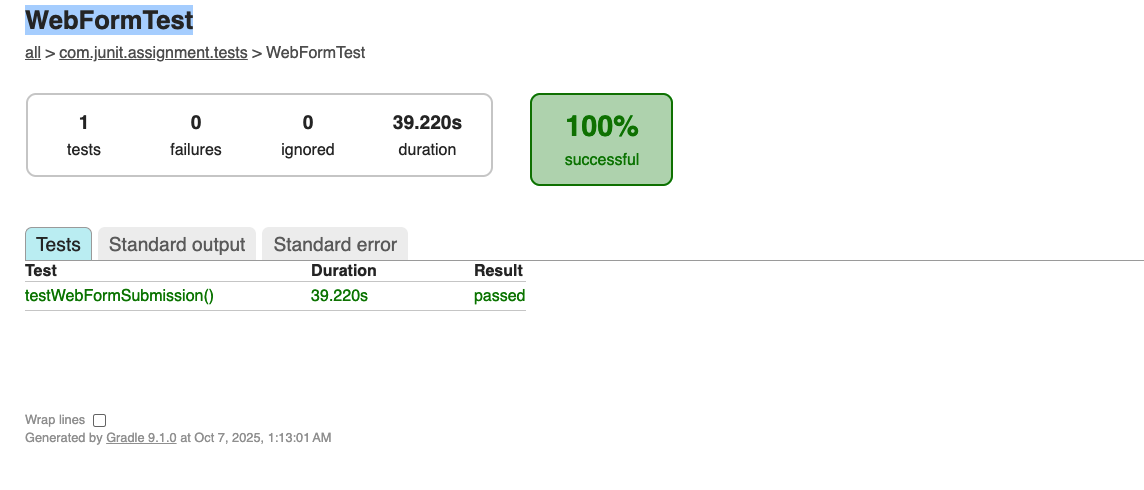 WebFormTest
all > com.junit.assignment.tests > WebFormTest
1 0 0 39.220s
tests failures ignored duration
100%
successful
Tests Standard output Standard error
Test Duration Result
testWebFormSubmission() 39.220s passed
Wrap lines
Generated by Gradle 9.1.0 at Oct 7, 2025, 1:13:01 AM